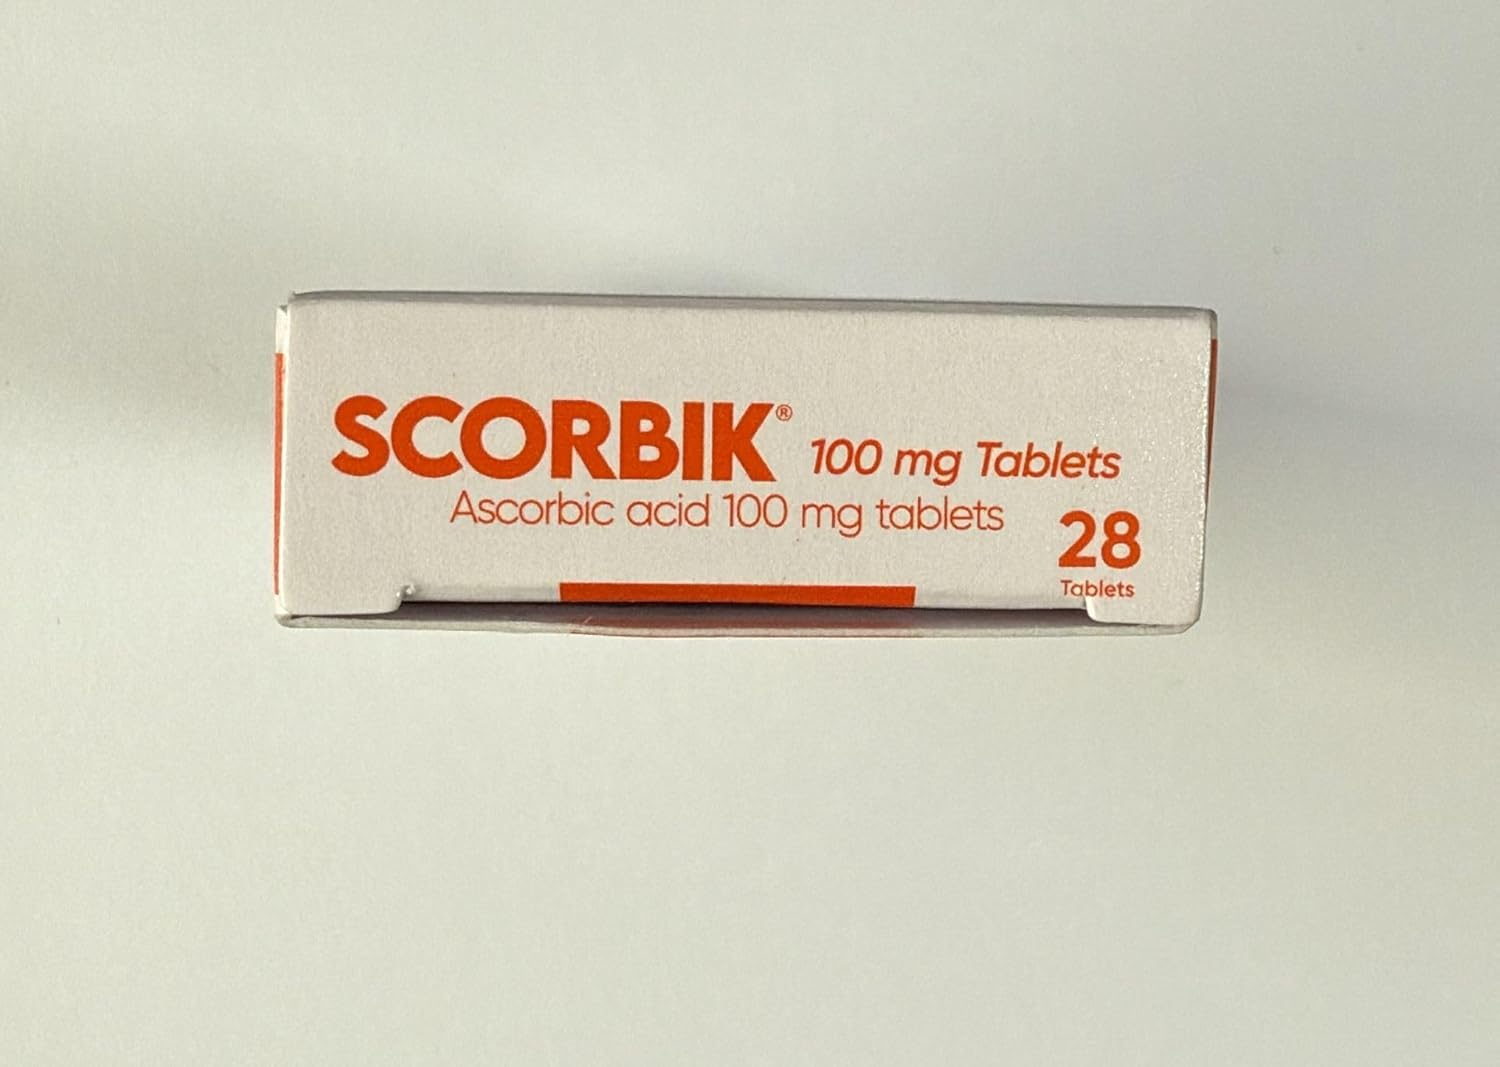 SCORBIK® 100 mg Tablets
Ascorbic acid 100 mg tablets
28
Tablets